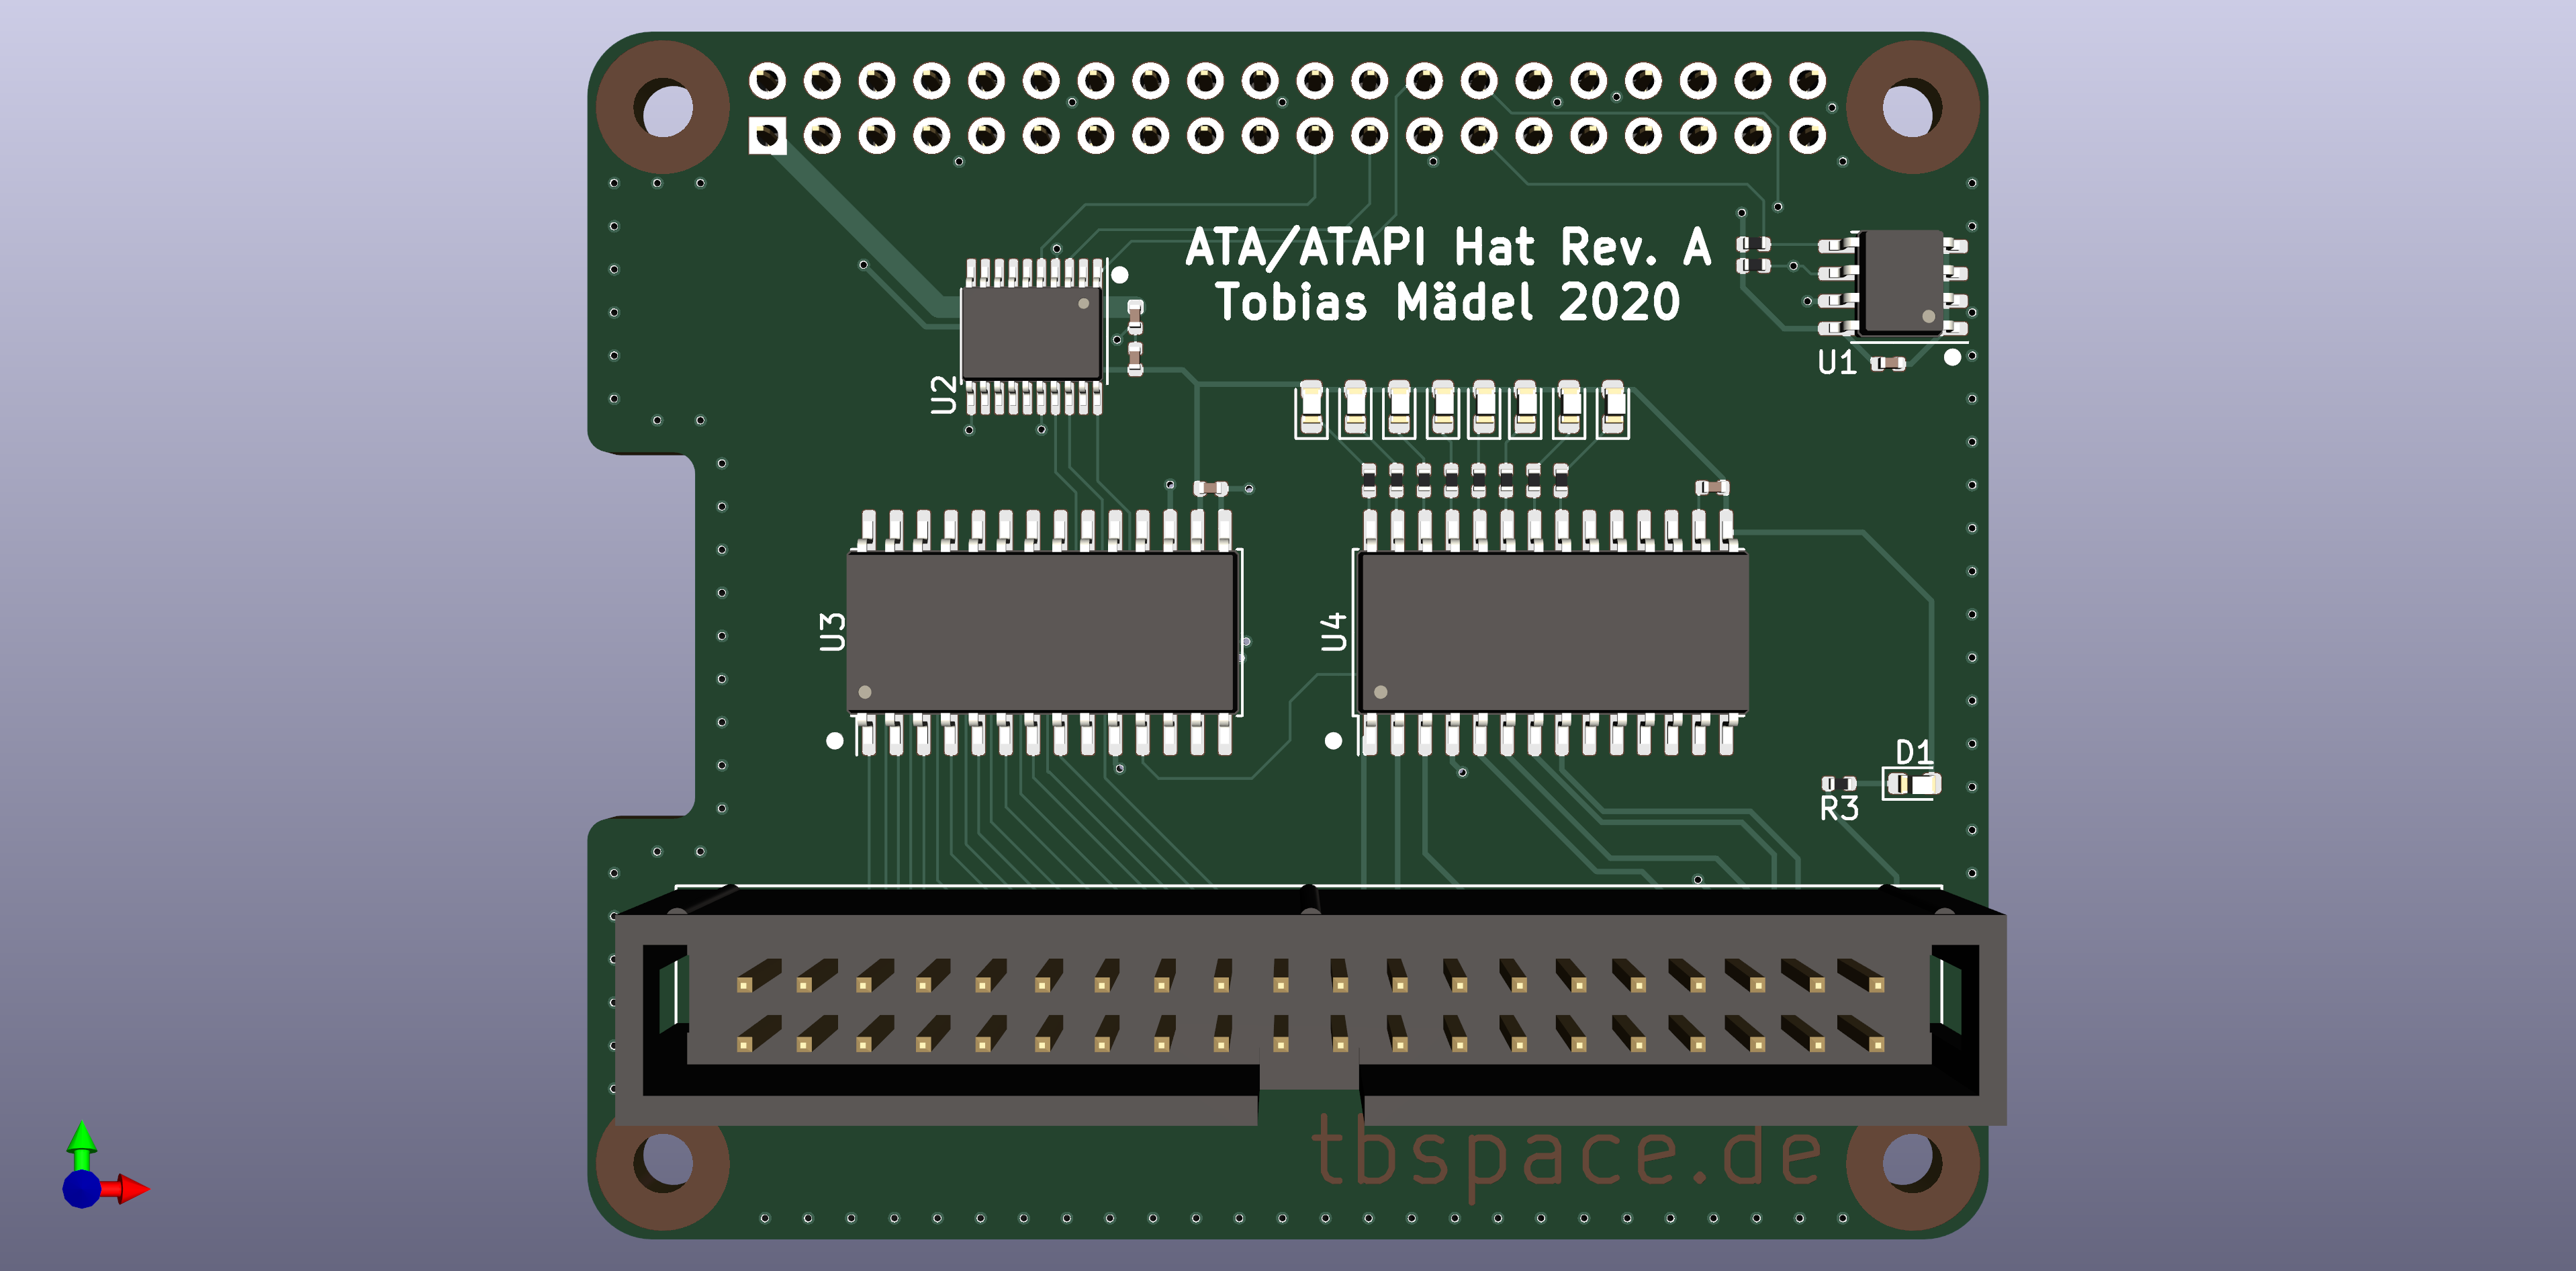 ATA/ATAPI Hat Rev. A
Tobias Mädel 2020
U1
U2
U3
U4
D1
R3
tbspace.de